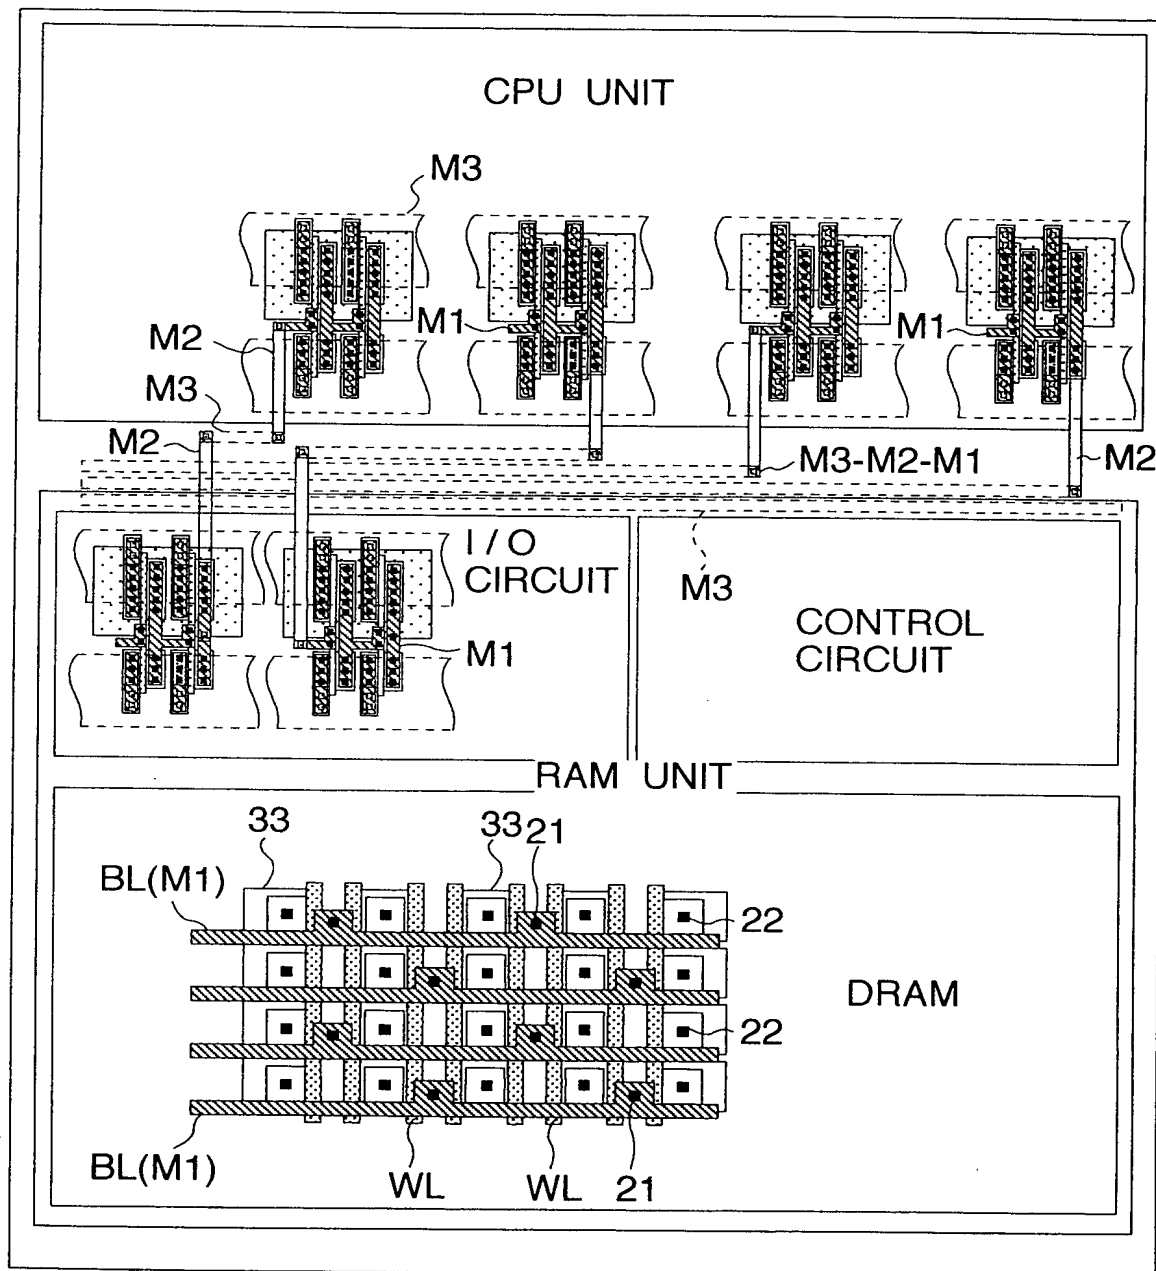 CPU UNIT
M3
M1
M1
M2
M3
M2
M3-M2-M1
M2
I / O
CIRCUIT
M3
CONTROL
CIRCUIT
M1
RAM UNIT
33
33 21
BL(M1)
22
DRAM
22
BL(M1)
WL
WL
21